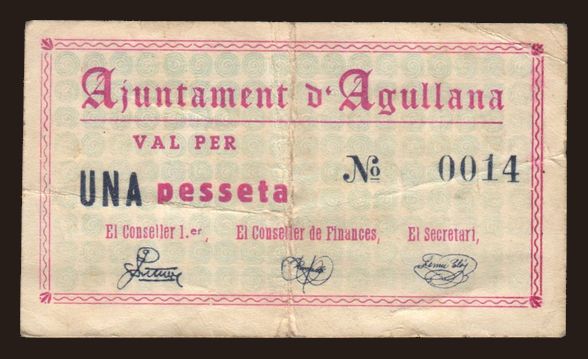 Ajuntament d'Agullana
VAL PER
UNA pesseta
Nº 0014
El Conseller 1.er, El Conseller de Finances, El Secretari,